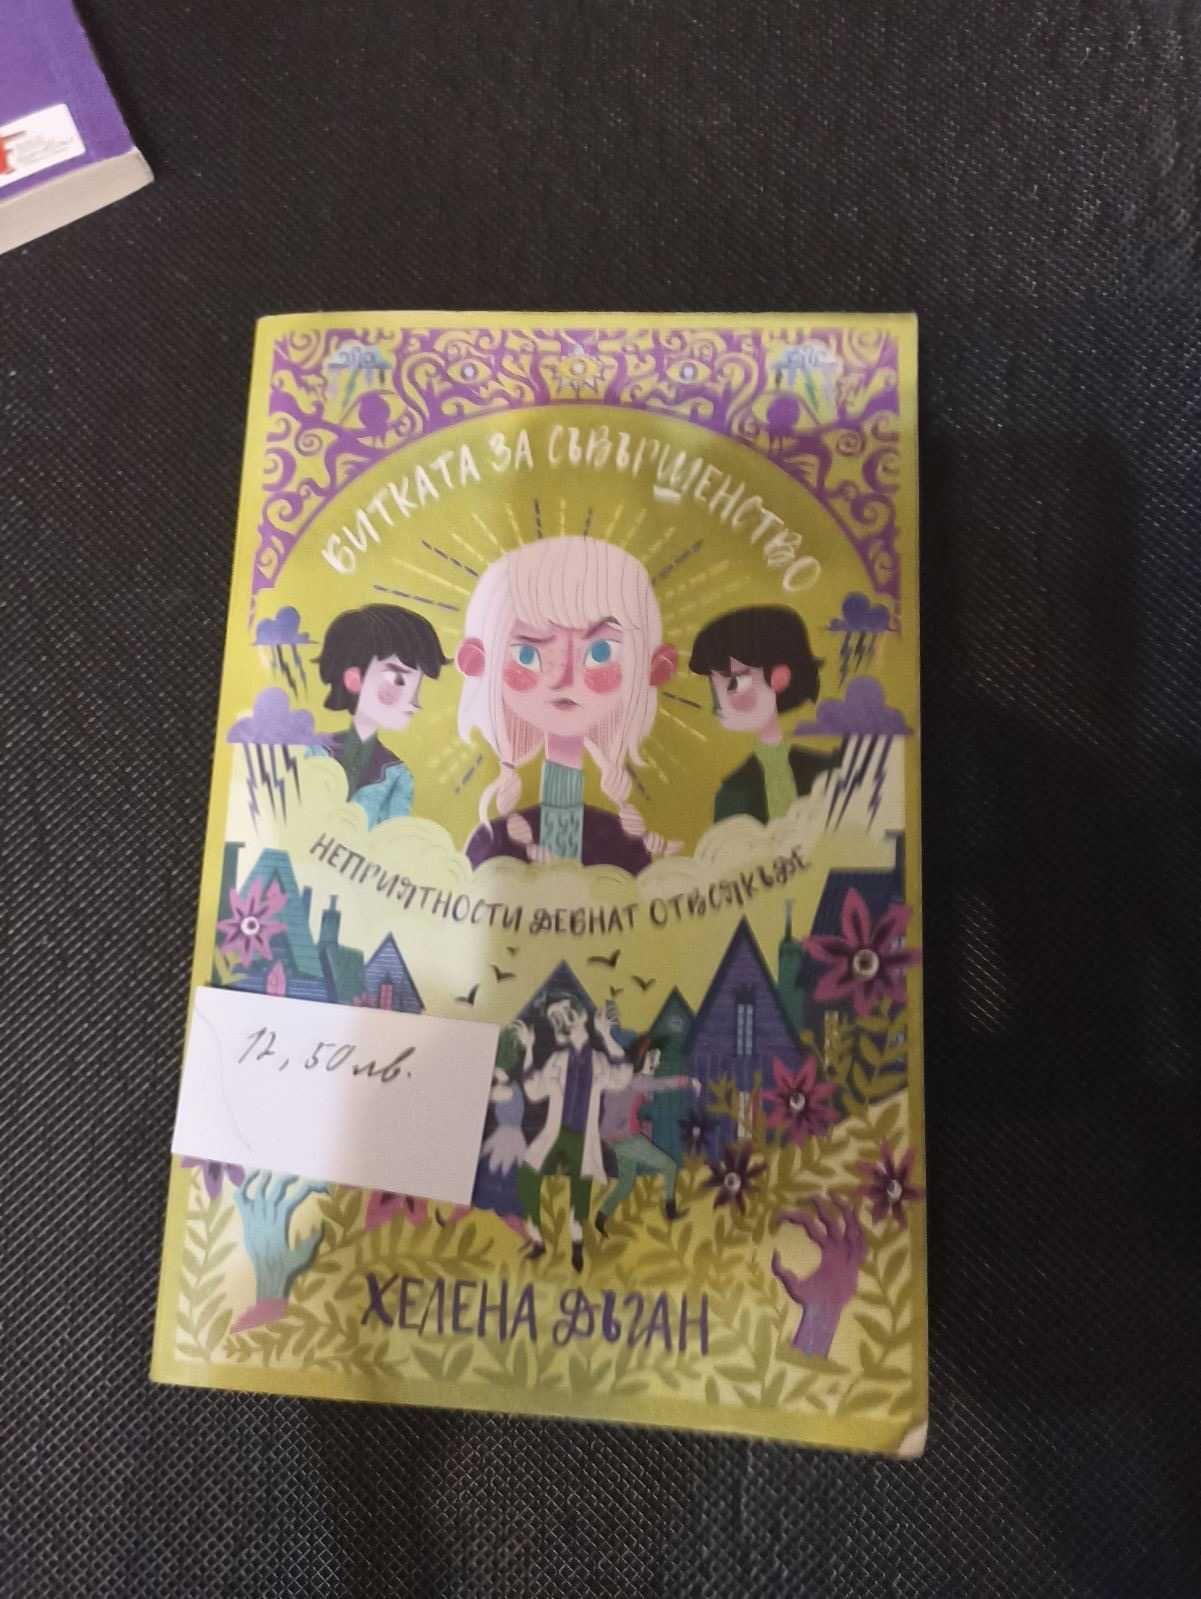 БИТКАТА ЗА СЪВЪРШЕНСТВО
НЕПРИЯТНОСТИ ДЕБНАТ ОТВСЯКЪДЕ
12,50лв.
ХЕЛЕНА ДЪГАН